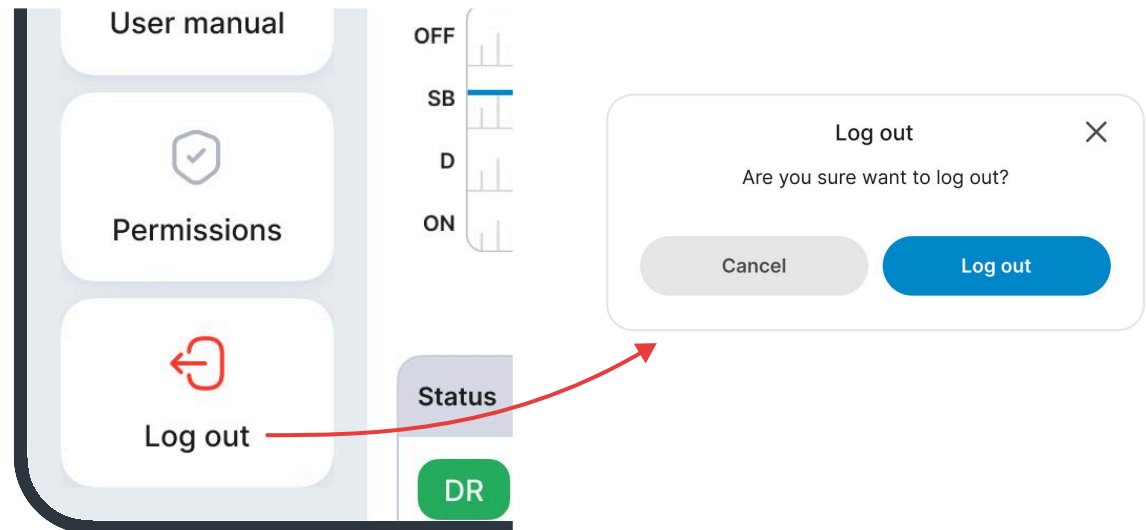 User manual
Permissions
Log out
OFF
SB
D
ON
Status
DR
Log out
Are you sure want to log out?
Cancel
Log out